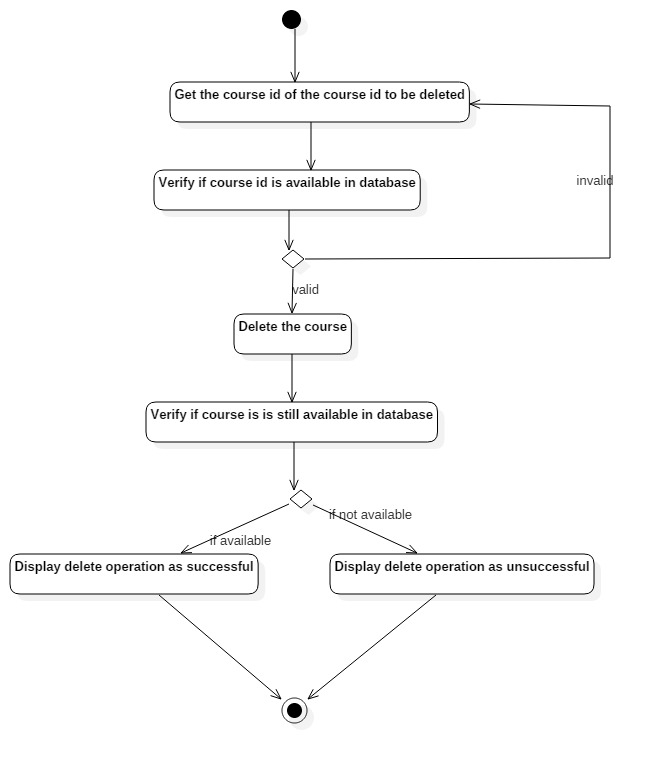 Get the course id of the course id to be deleted
Verify if course id is available in database
invalid
valid
Delete the course
Verify if course is is still available in database
if not available
if available
Display delete operation as successful
Display delete operation as unsuccessful